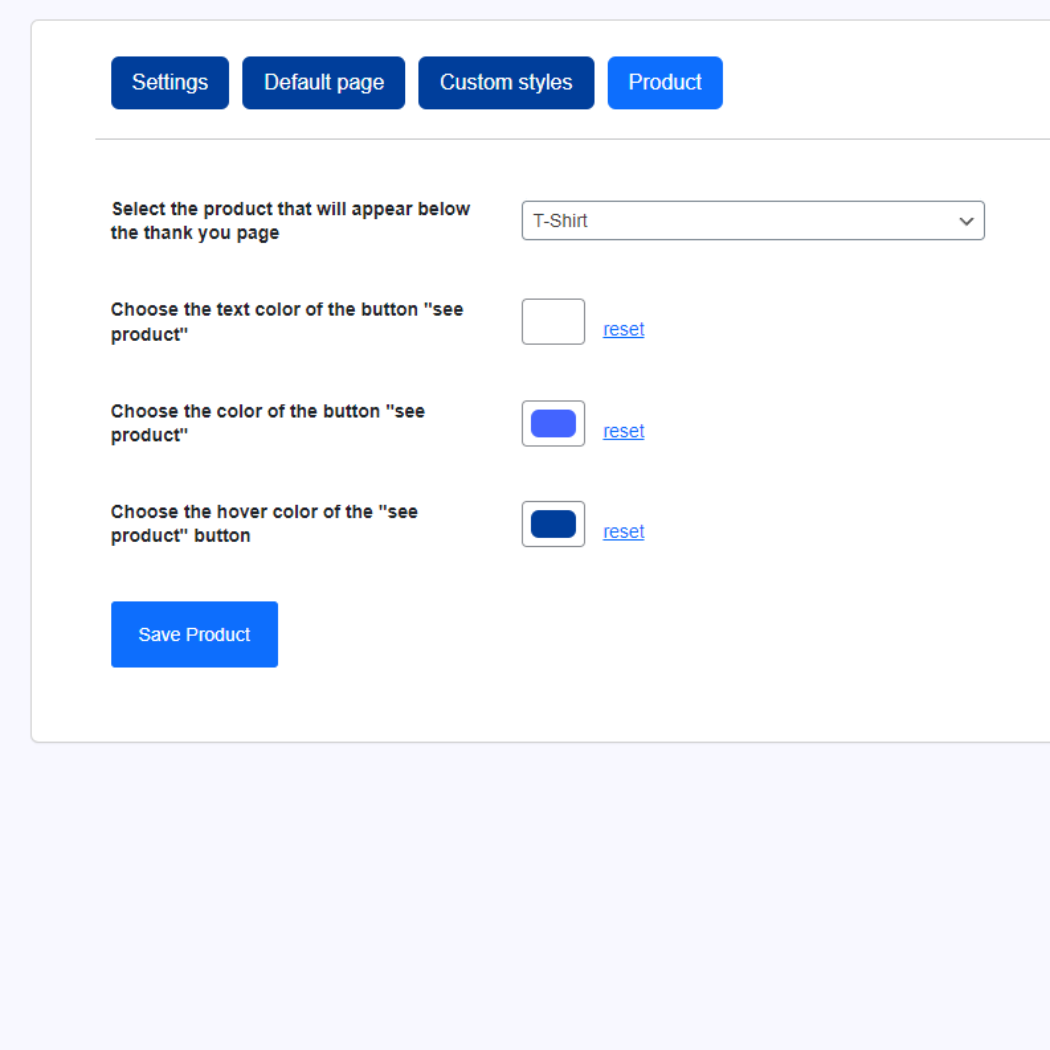 Settings Default page Custom styles Product
Select the product that will appear below
the thank you page
T-Shirt
Choose the text color of the button "see
product"
reset
Choose the color of the button "see
product"
reset
Choose the hover color of the "see
product" button
reset
Save Product